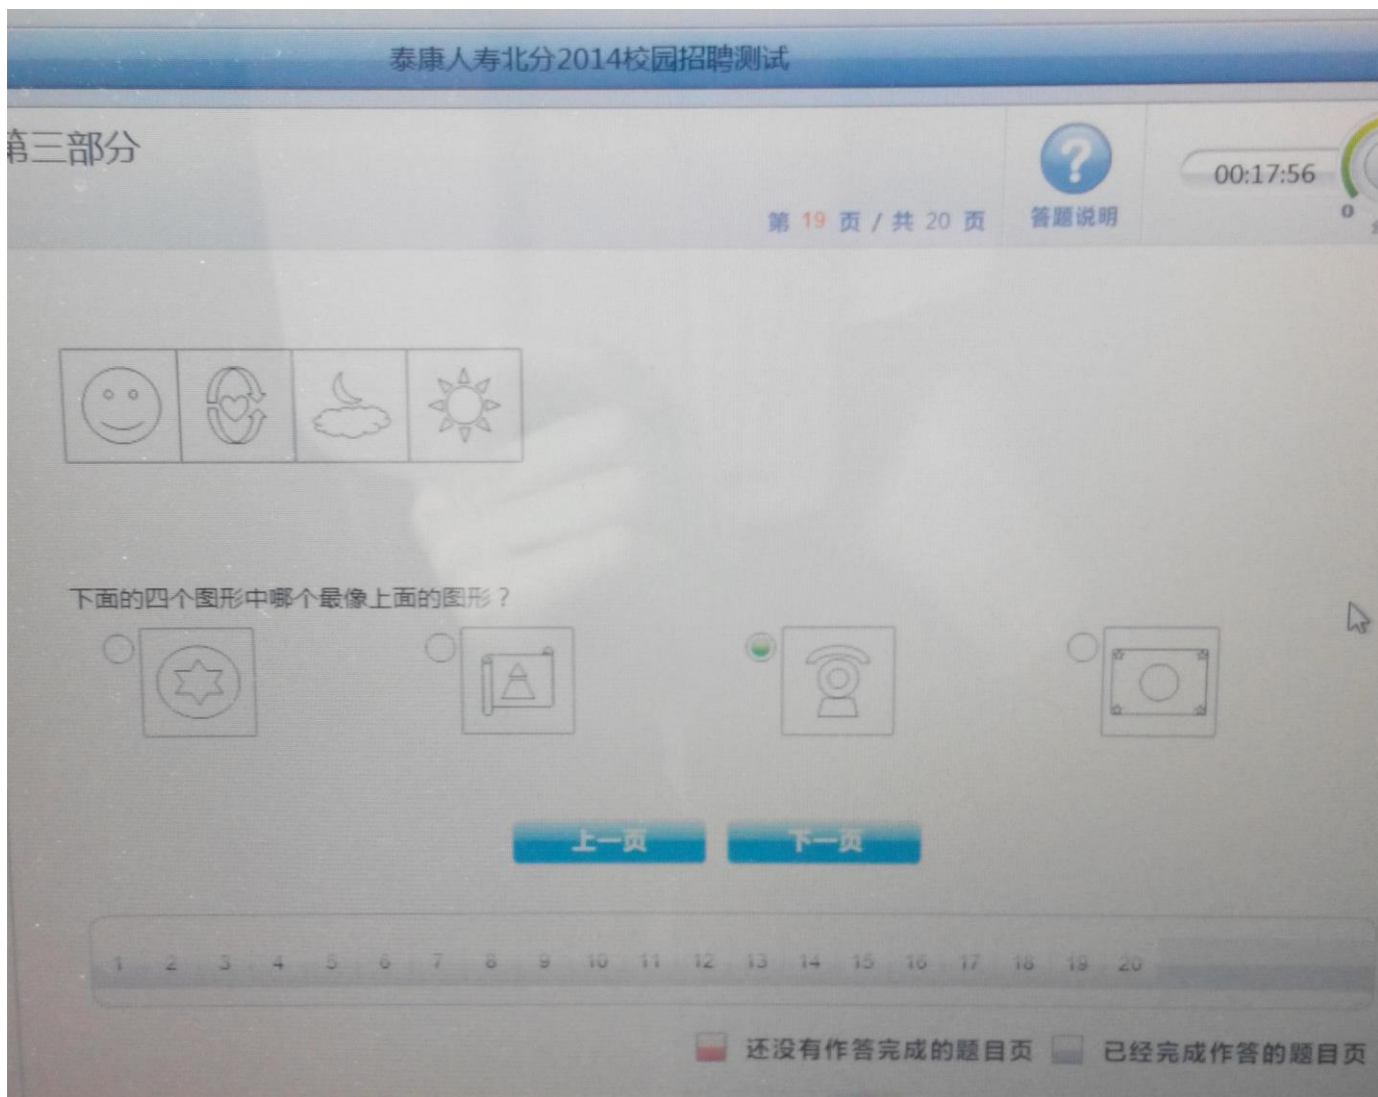 泰康人寿北分2014校园招聘测试
第三部分
第 19 页 / 共 20 页
?
答题说明
00:17:56
0
下面的四个图形中哪个最像上面的图形？
上一页 下一页
1 2 3 4 5 6 7 8 9 10 11 12 13 14 15 16 17 18 19 20
还没有作答完成的题目页 已经完成作答的题目页